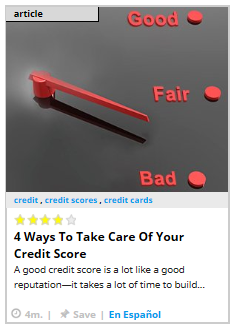 article
Good
Fair
Bad
credit , credit scores , credit cards
4 Ways To Take Care Of Your
Credit Score
A good credit score is a lot like a good
reputation—it takes a lot of time to build...
4m. | Save | En Español